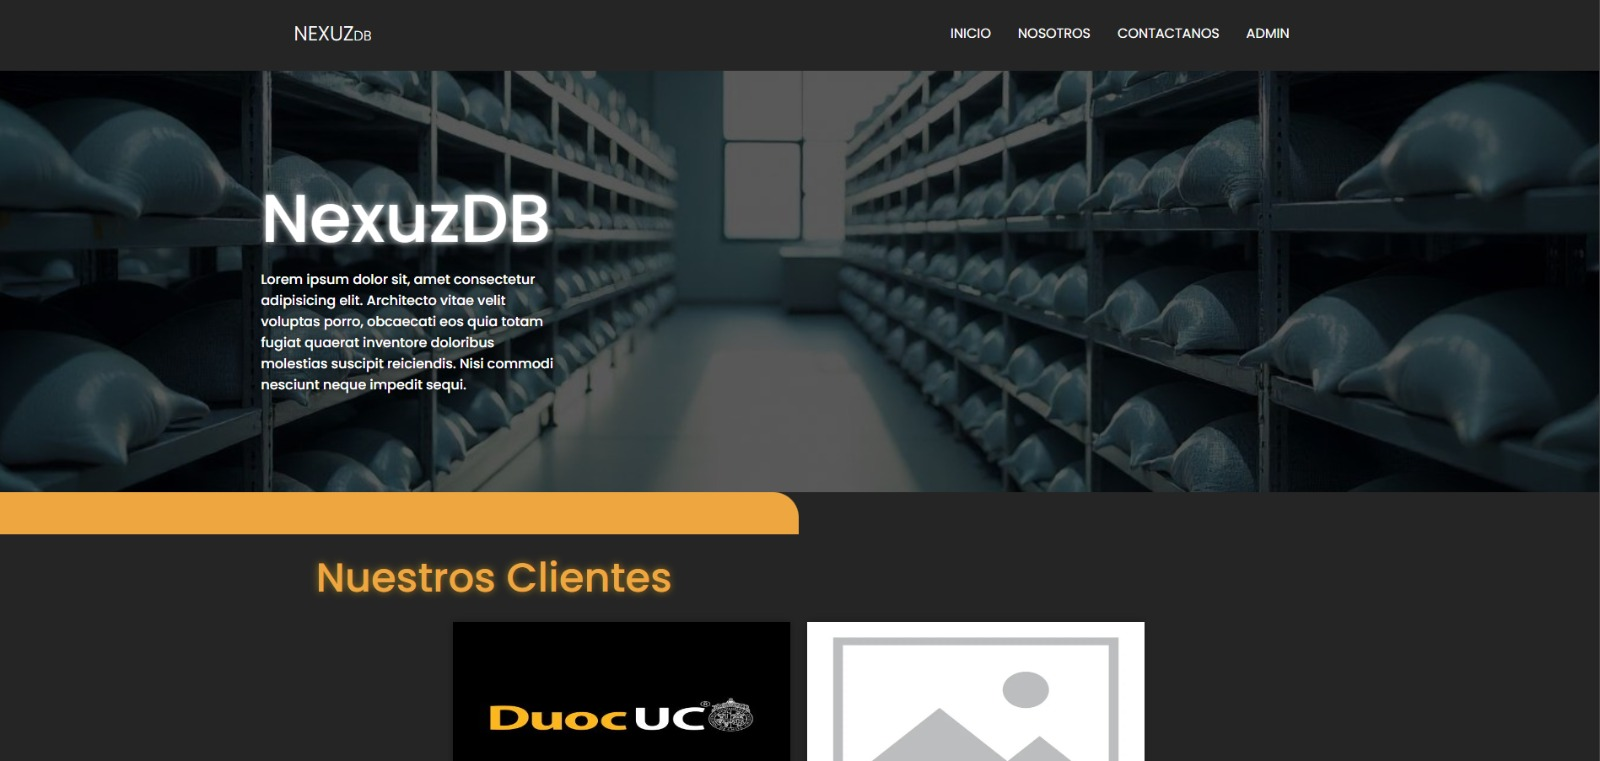 NEXUZDB
INICIO NOSOTROS CONTACTANOS ADMIN
NexuzDB
Lorem ipsum dolor sit, amet consectetur
adipisicing elit. Architecto vitae velit
voluptas porro, obcaecati eos quia totam
fugiat quaerat inventore doloribus
molestias suscipit reiciendis. Nisi commodi
nesciunt neque impedit sequi.
Nuestros Clientes
Duoc UC®